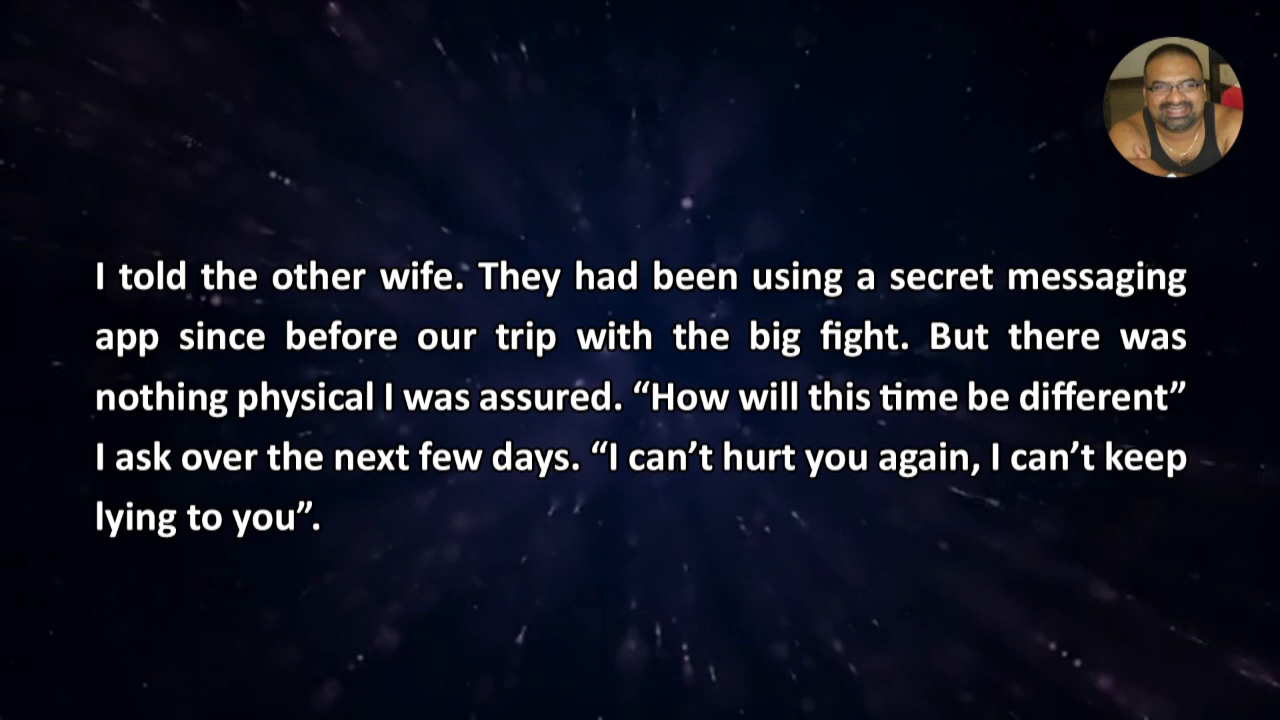 I told the other wife. They had been using a secret messaging
app since before our trip with the big fight. But there was
nothing physical I was assured. “How will this time be different”
I ask over the next few days. “I can’t hurt you again, I can’t keep
lying to you”.